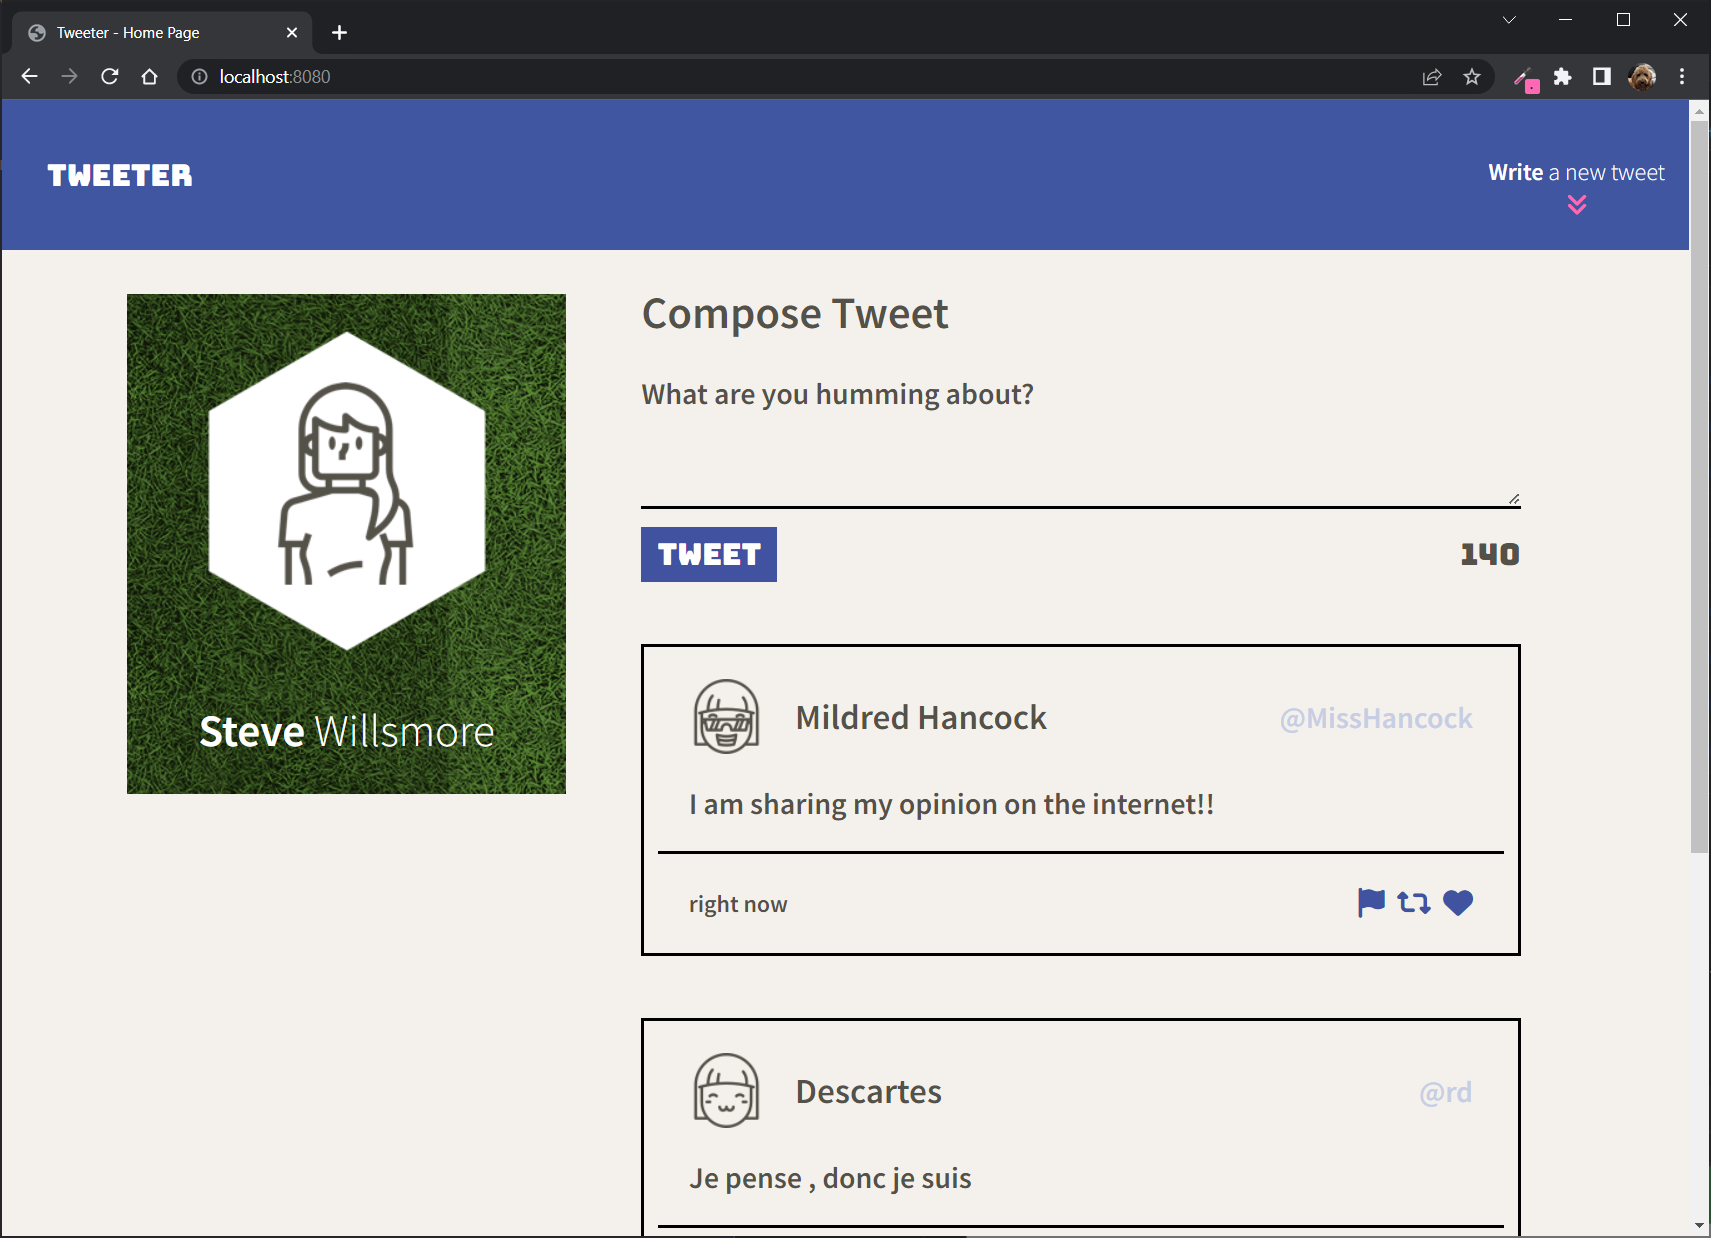 Tweeter - Home Page
localhost:8080
TWEETER
Write a new tweet
Steve Willsmore
Compose Tweet
What are you humming about?
TWEET
140
Mildred Hancock
@MissHancock
I am sharing my opinion on the internet!!
right now
Descartes
@rd
Je pense , donc je suis